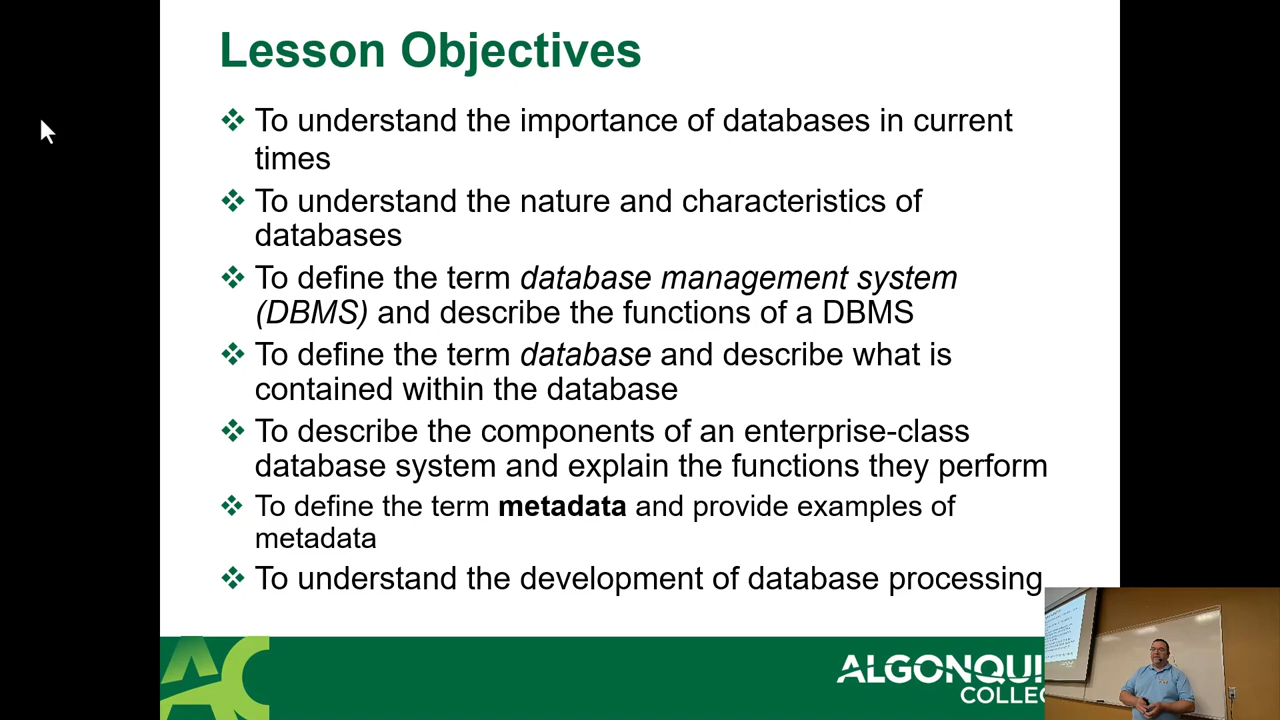 Lesson Objectives
To understand the importance of databases in current
times
To understand the nature and characteristics of
databases
To define the term database management system
(DBMS) and describe the functions of a DBMS
To define the term database and describe what is
contained within the database
To describe the components of an enterprise-class
database system and explain the functions they perform
To define the term metadata and provide examples of
metadata
To understand the development of database processing
AC
ALGONQUI
COLLEG